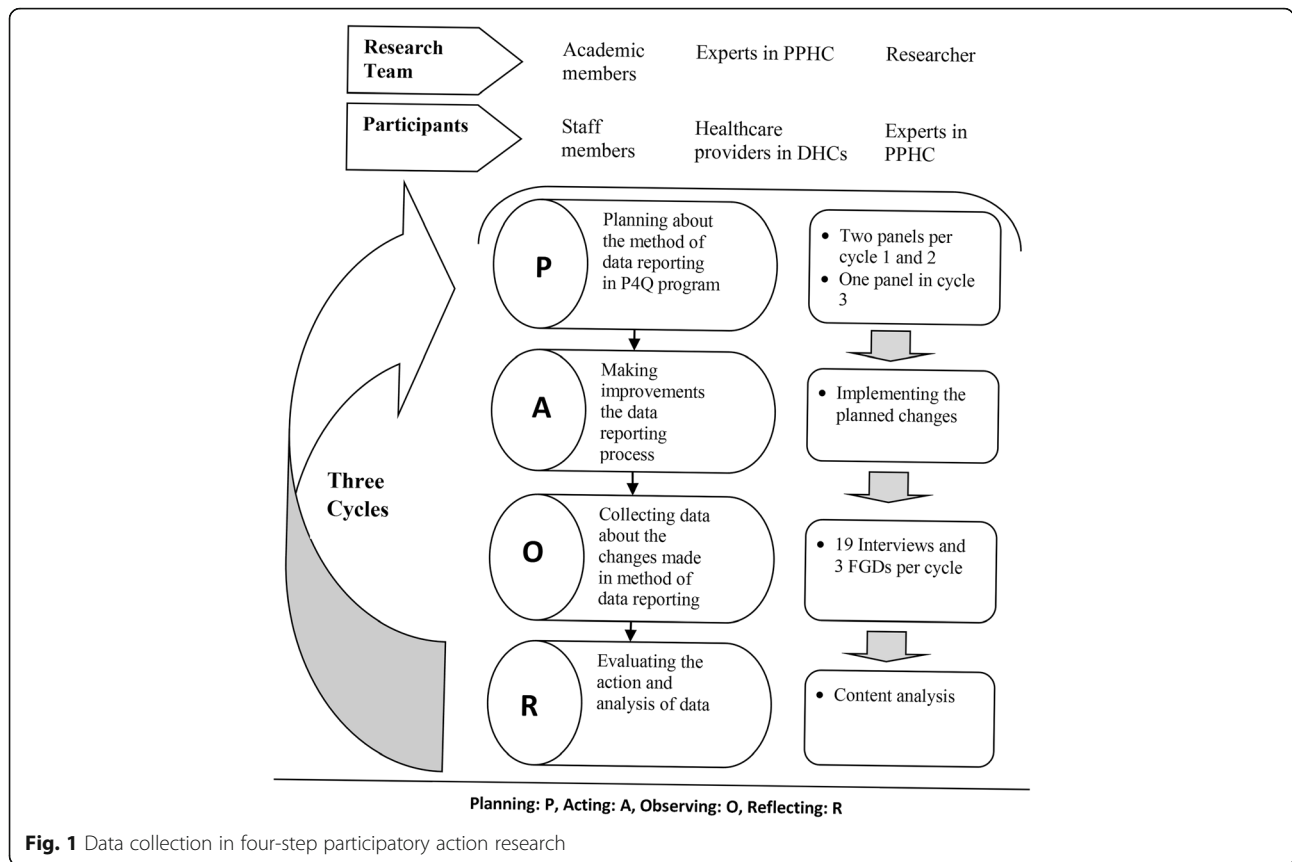 Research
Team
Academic
members
Experts in PPHC
Researcher
Participants
Staff
members
Healthcare
providers in DHCs
Experts in
PPHC
Three
Cycles
P
Planning about
the method of
data reporting
in P4Q program
• Two panels per
cycle 1 and 2
• One panel in cycle
3
A
Making
improvements
the data
reporting
process
• Implementing the
planned changes
O
Collecting data
about the
changes made
in method of
data reporting
• 19 Interviews and
3 FGDs per cycle
R
Evaluating the
action and
analysis of data
• Content analysis
Planning: P, Acting: A, Observing: O, Reflecting: R
Fig. 1 Data collection in four-step participatory action research